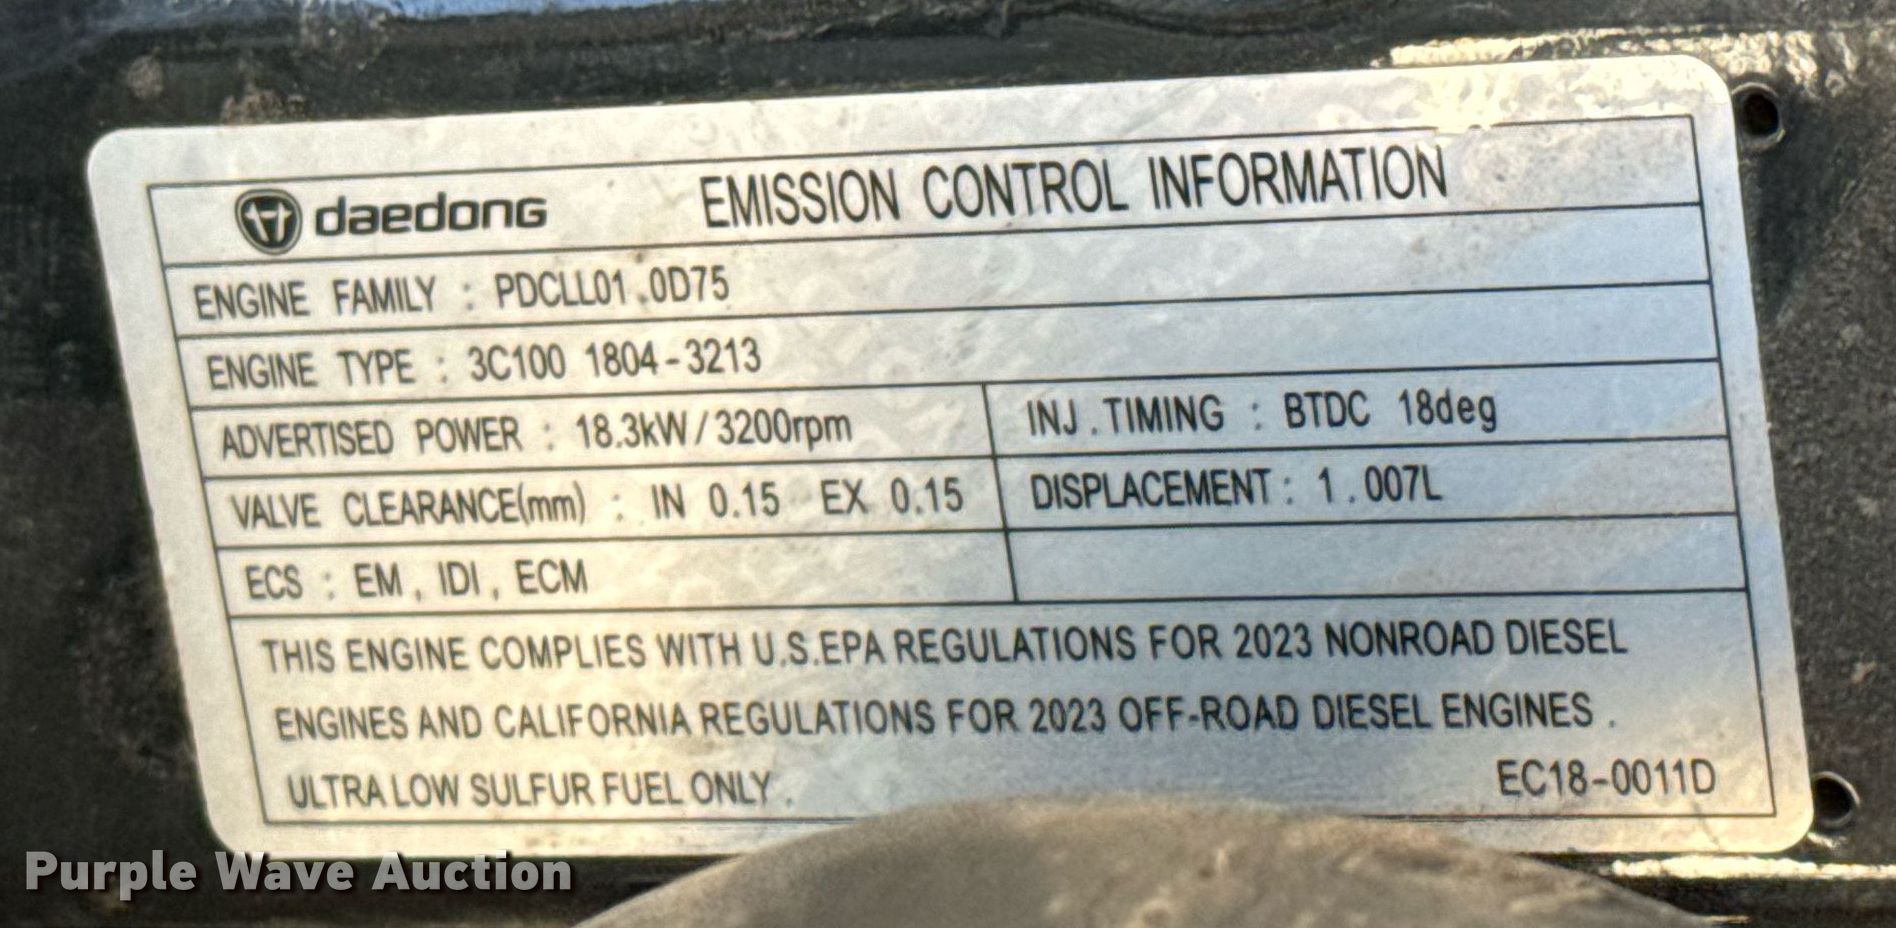 daedong EMISSION CONTROL INFORMATION
ENGINE FAMILY : PDCLL01.0D75
ENGINE TYPE : 3C100 1804-3213
ADVERTISED POWER : 18.3kW/3200rpm INJ.TIMING : BTDC 18deg
VALVE CLEARANCE(mm) : IN 0.15 EX 0.15 DISPLACEMENT : 1.007L
ECS : EM, IDI, ECM
THIS ENGINE COMPLIES WITH U.S.EPA REGULATIONS FOR 2023 NONROAD DIESEL
ENGINES AND CALIFORNIA REGULATIONS FOR 2023 OFF-ROAD DIESEL ENGINES .
ULTRA LOW SULFUR FUEL ONLY . EC18-0011D
Purple Wave Auction